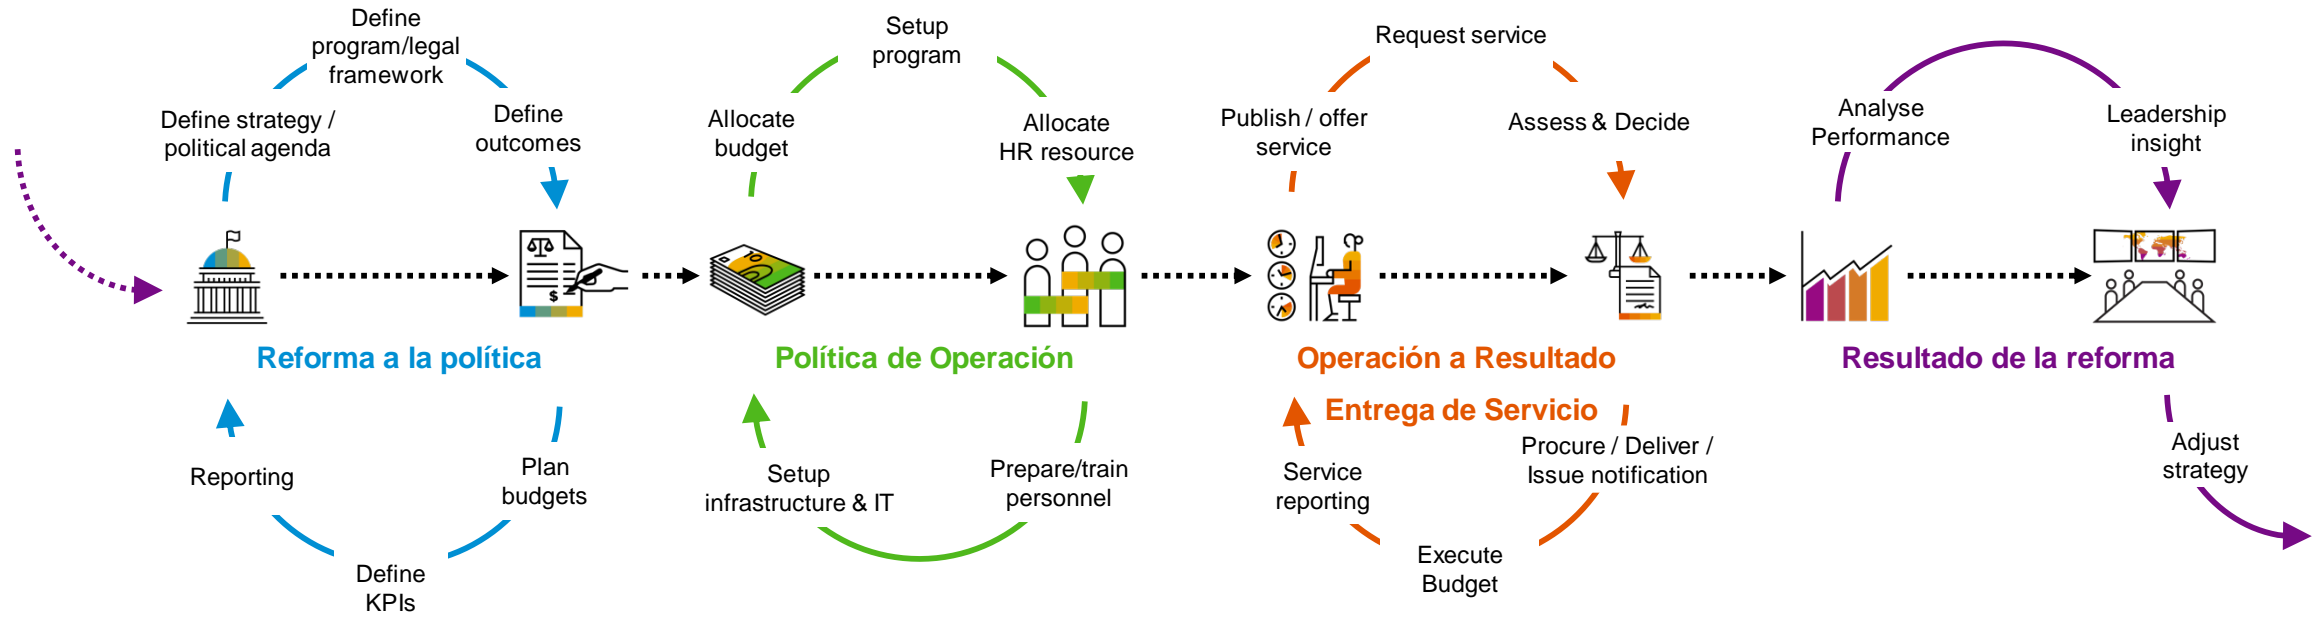 Define
program/legal
framework
Define strategy /
political agenda
Define
outcomes
Reforma a la política
Reporting
Plan
budgets
Define
KPIs
Setup
program
Allocate
budget
Allocate
HR resource
Política de Operación
Setup
infrastructure & IT
Prepare/train
personnel
Request service
Publish / offer
service
Assess & Decide
Operación a Resultado
Entrega de Servicio
Service
reporting
Procure / Deliver /
Issue notification
Execute
Budget
Analyse
Performance
Leadership
insight
Resultado de la reforma
Adjust
strategy
$
10